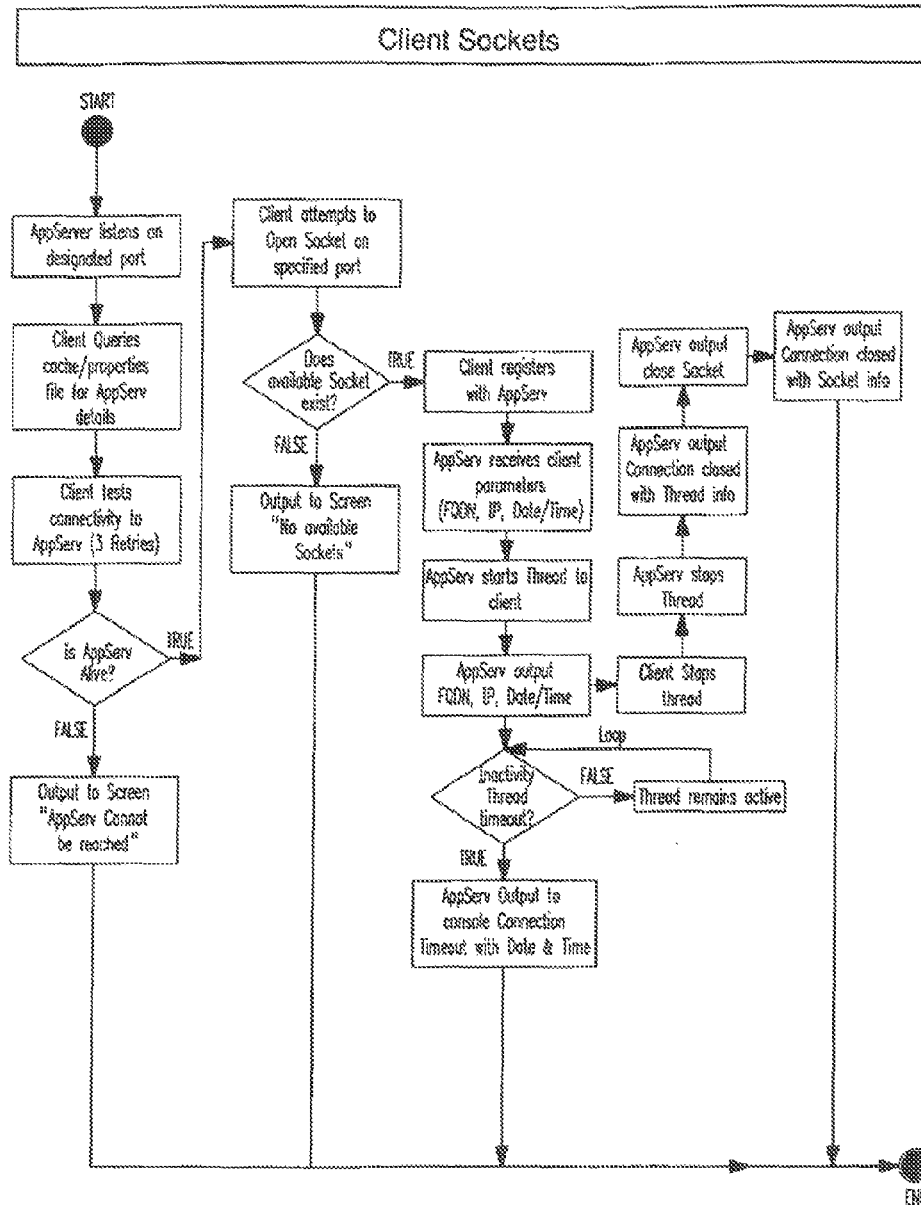 Client Sockets
START
AppServer listens on
designated port
Client Queries
cache/properties
file for AppServ
details
Client tests
connectivity to
AppServ (3 Retries)
is AppServ
Alive?
TRUE
FALSE
Output to Screen
"AppServ Cannot
be reached"
Client attempts to
Open Socket on
specified port
Does
available Socket
exist?
TRUE
FALSE
Output to Screen
"No available
Sockets"
Client registers
with AppServ
AppServ receives client
parameters
(FQDN, IP, Date/Time)
AppServ starts Thread to
client
AppServ output
FQDN, IP, Date/Time
Inactivity
Thread
timeout?
FALSE
Loop
Thread remains active
TRUE
AppServ Output to
console Connection
Timeout with Date & Time
Client Stops
thread
AppServ stops
Thread
AppServ output
Connection closed
with Thread info
AppServ output
close Socket
AppServ output
Connection closed
with Socket info
EN